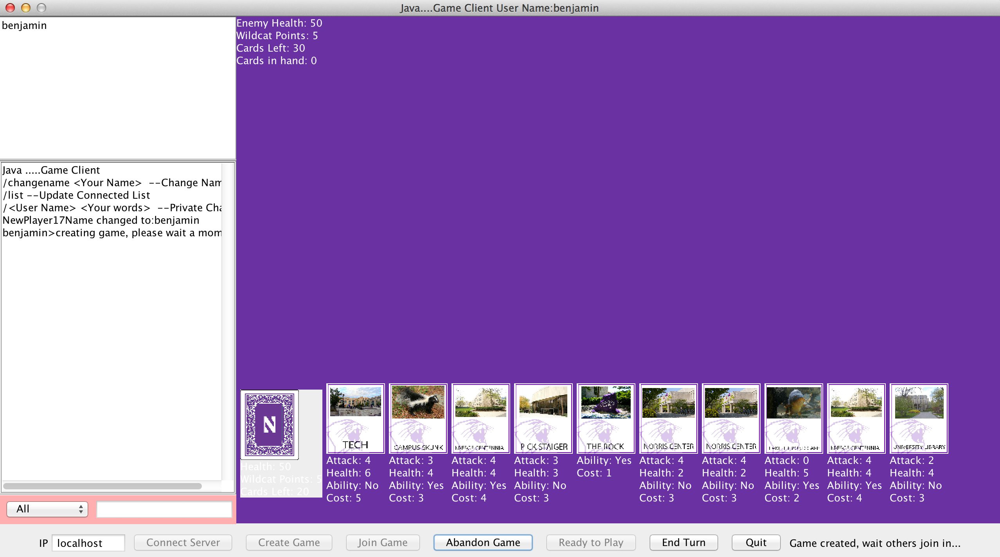 Java....Game Client User Name:benjamin
benjamin
Enemy Health: 50
Wildcat Points: 5
Cards Left: 30
Cards in hand: 0
Java .....Game Client
/changename <Your Name>  --Change Nam
/list --Update Connected List
/<User Name> <Your words>  --Private Cha
NewPlayer17Name changed to:benjamin
benjamin>creating game, please wait a mom
N
Health: 50
Wildcat Points: 5
Cards Left: 20
TECH
Attack: 4
Health: 6
Ability: No
Cost: 5
CAMPUS SKUNK
Attack: 3
Health: 4
Ability: Yes
Cost: 3
Attack: 4
Health: 4
Ability: Yes
Cost: 4
PICK STAIGER
Attack: 3
Health: 3
Ability: No
Cost: 3
THE ROCK
Ability: Yes
Cost: 1
NORRIS CENTER
Attack: 4
Health: 2
Ability: No
Cost: 3
NORRIS CENTER
Attack: 4
Health: 2
Ability: No
Cost: 3
Attack: 0
Health: 5
Ability: Yes
Cost: 2
Attack: 4
Health: 4
Ability: Yes
Cost: 4
UNIVERSITY LIBRARY
Attack: 2
Health: 4
Ability: No
Cost: 3
All
IP localhost Connect Server Create Game Join Game Abandon Game Ready to Play End Turn Quit Game created, wait others join in...